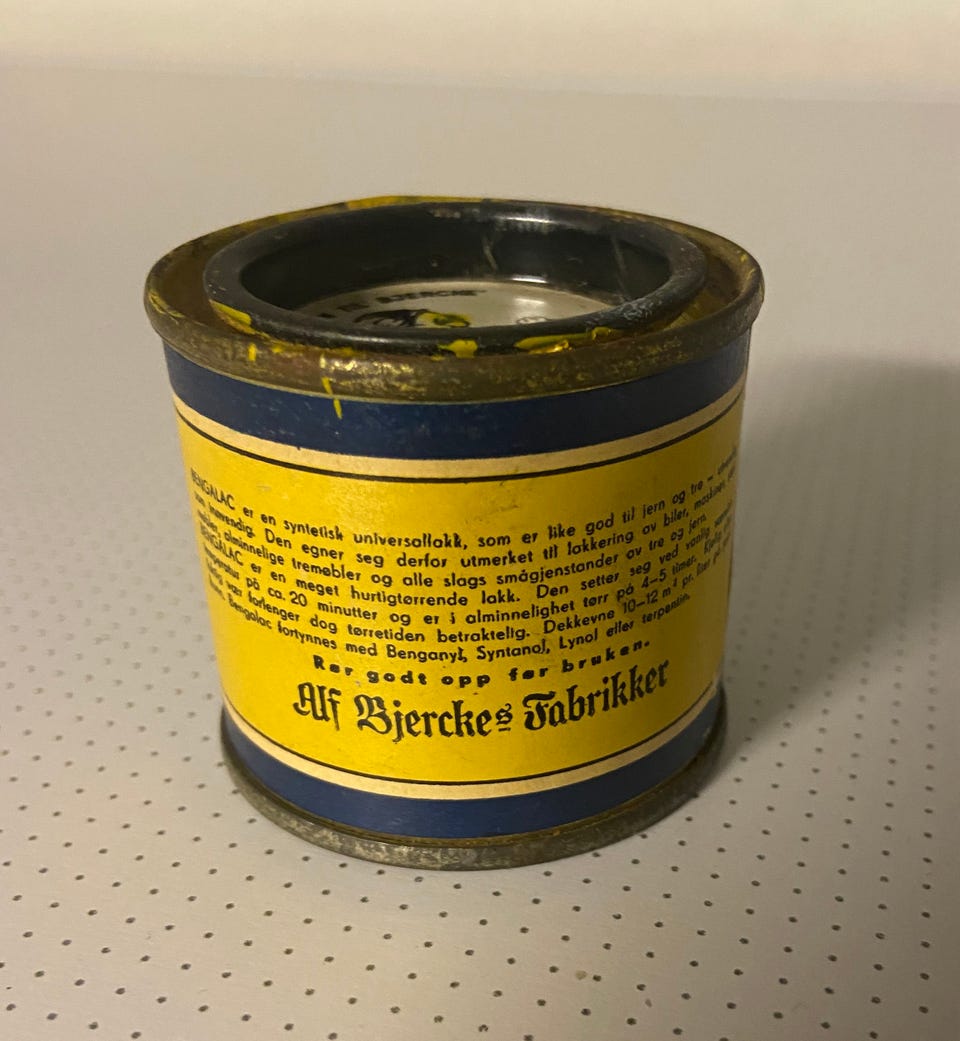 BJERCKE
BENGALAC er en syntetisk universallakk, som er like god til jern og tre –
som innvendig. Den egner seg derfor utmerket til lakkering av biler, maskiner,
alminnelige tremøbler og alle slags smågjenstander av tre og jern.
BENGALAC er en meget hurtigtørrende lakk. Den setter seg ved vanlig
på ca. 20 minutter og er i alminnelighet tørr på 4–5 timer.
vær forlenger dog tørretiden betraktelig. Dekkevne 10–12 m² pr.
Bengalac fortynnes med Benganyl, Syntanol, Lynol eller terpentin.
Rør godt opp før bruken.
Alf Bjerckes Fabrikker